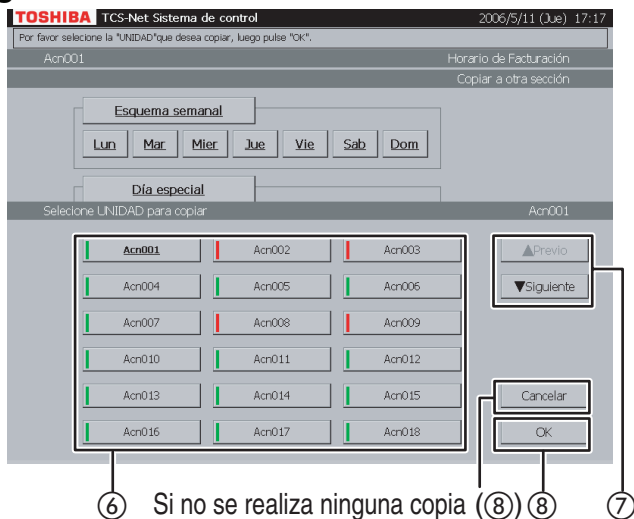 TOSHIBA TCS-Net Sistema de control 2006/5/11 (Jue) 17:17
Por favor selecione la "UNIDAD"que desea copiar, luego pulse "OK".
Acn001 Horario de Facturación
Copiar a otra sección
Esquema semanal
Lun Mar Mier Jue Vie Sab Dom
Día especial
Selecione UNIDAD para copiar Acn001
Acn001 Acn002 Acn003 ▲Previo
Acn004 Acn005 Acn006 ▼Siguiente
Acn007 Acn008 Acn009
Acn010 Acn011 Acn012
Acn013 Acn014 Acn015 Cancelar
Acn016 Acn017 Acn018 OK
⑥ Si no se realiza ninguna copia (⑧) ⑧ ⑦